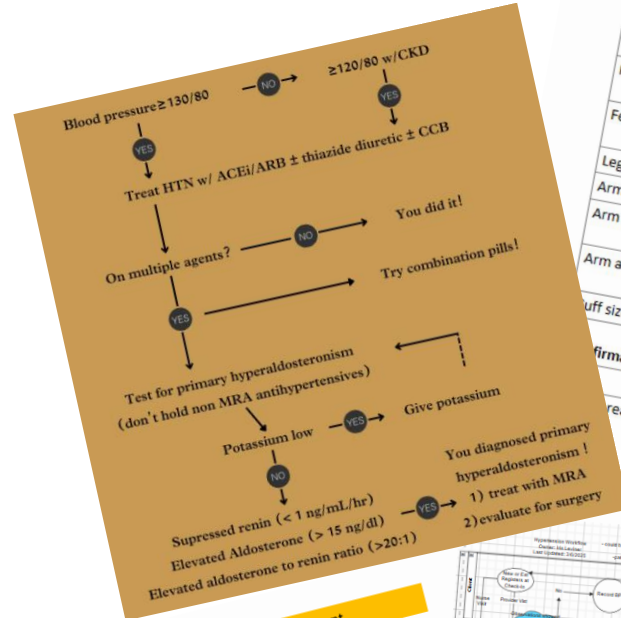 Blood pressure≥130/80
NO
≥120/80 w/CKD
YES
YES
Treat HTN w/ ACEi/ARB ± thiazide diuretic ± CCB
On multiple agents?
NO
You did it!
YES
Try combination pills!
Test for primary hyperaldosteronism
(don't hold non MRA antihypertensives)
Potassium low
YES
Give potassium
NO
Supressed renin (< 1 ng/mL/hr)
Elevated Aldosterone (> 15 ng/dl)
Elevated aldosterone to renin ratio (>20:1)
YES
You diagnosed primary
hyperaldosteronism !
1) treat with MRA
2)evaluate for surgery
Arm
Arm
Arm a
Hypertension Workflow
Client
No